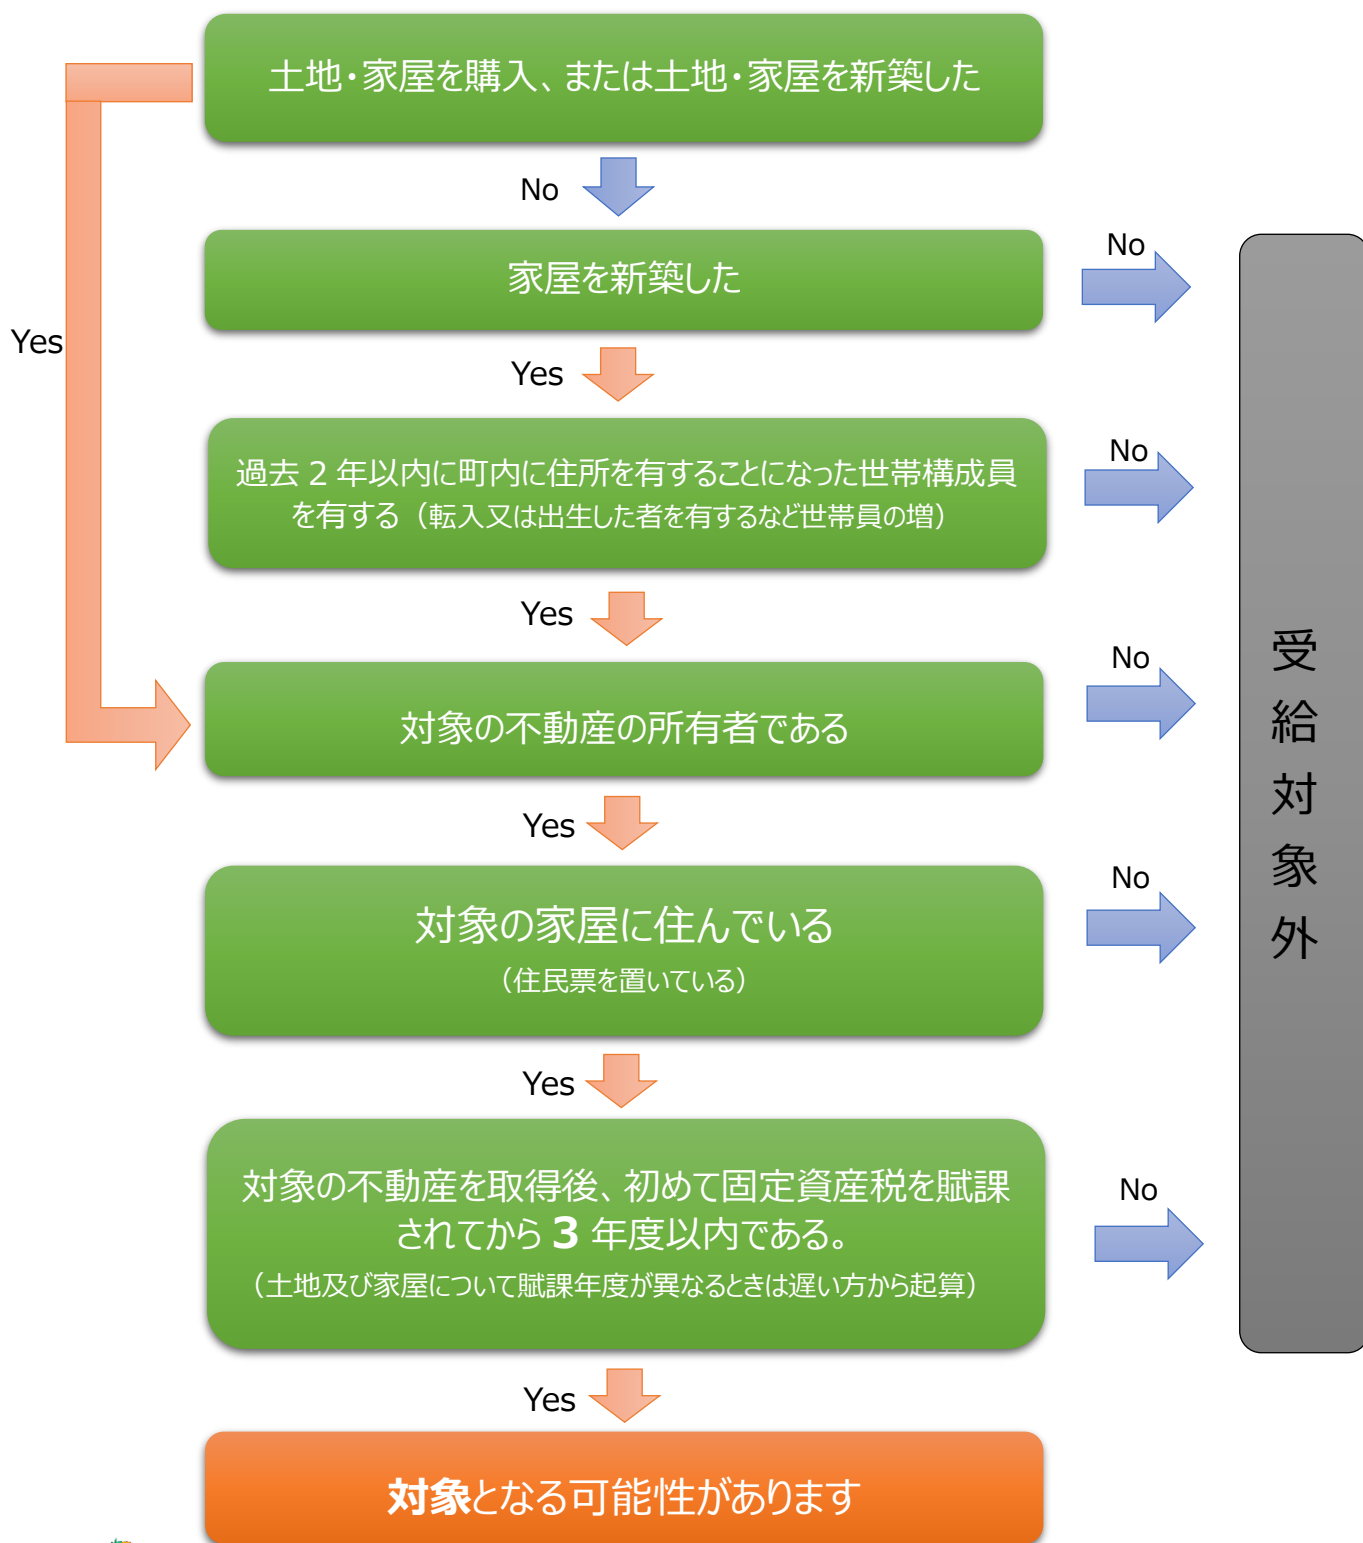 土地・家屋を購入、または土地・家屋を新築した
No
家屋を新築した
No
Yes
Yes
過去 2 年以内に町内に住所を有することになった世帯構成員
を有する（転入又は出生した者を有するなど世帯員の増）
No
Yes
対象の不動産の所有者である
No
Yes
対象の家屋に住んでいる
（住民票を置いている）
No
Yes
対象の不動産を取得後、初めて固定資産税を賦課
されてから 3 年度以内である。
（土地及び家屋について賦課年度が異なるときは遅い方から起算）
No
Yes
対象となる可能性があります
受
給
対
象
外